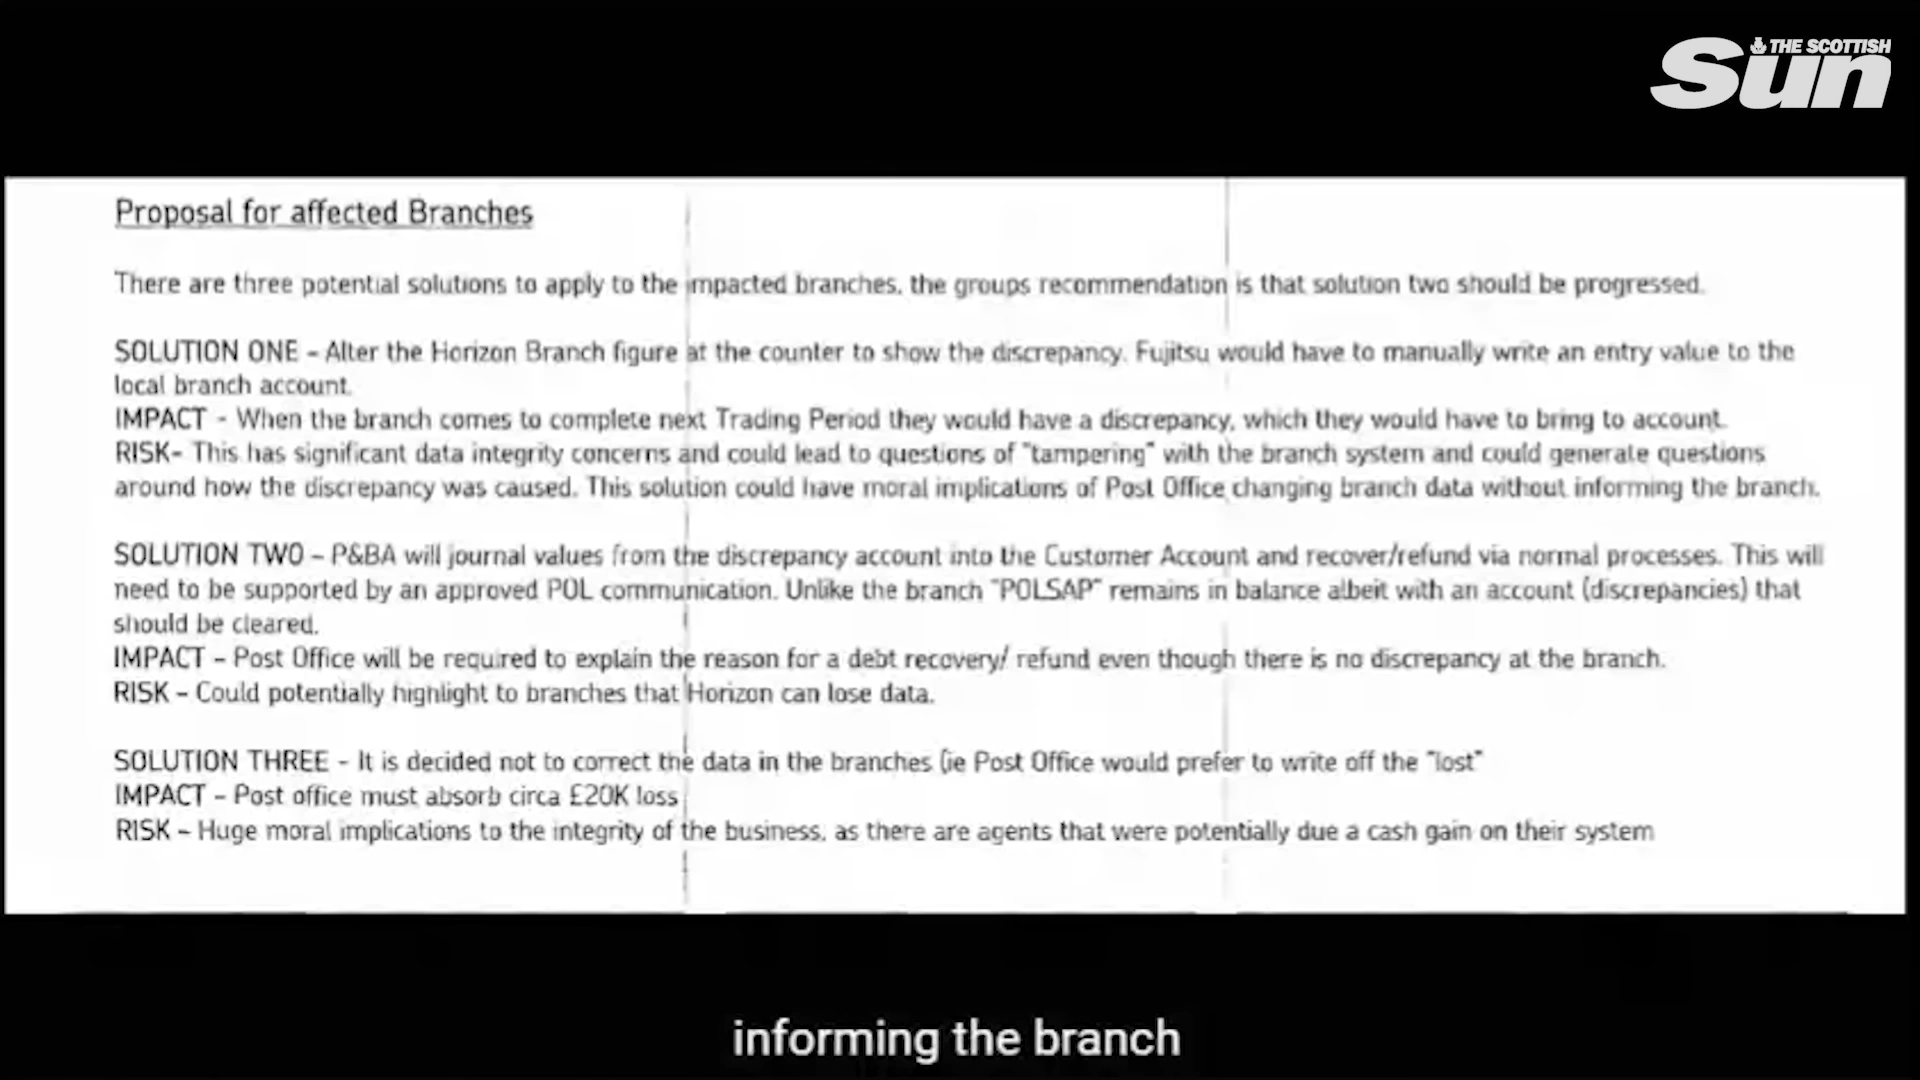 THE SCOTTISH
Sun
Proposal for affected Branches
There are three potential solutions to apply to the impacted branches, the groups recommendation is that solution two should be progressed.
SOLUTION ONE - Alter the Horizon Branch figure at the counter to show the discrepancy. Fujitsu would have to manually write an entry value to the
local branch account.
IMPACT - When the branch comes to complete next Trading Period they would have a discrepancy, which they would have to bring to account.
RISK- This has significant data integrity concerns and could lead to questions of "tampering" with the branch system and could generate questions
around how the discrepancy was caused. This solution could have moral implications of Post Office changing branch data without informing the branch.
SOLUTION TWO – P&BA will journal values from the discrepancy account into the Customer Account and recover/refund via normal processes. This will
need to be supported by an approved POL communication. Unlike the branch "POLSAP" remains in balance albeit with an account (discrepancies) that
should be cleared.
IMPACT – Post Office will be required to explain the reason for a debt recovery/ refund even though there is no discrepancy at the branch.
RISK – Could potentially highlight to branches that Horizon can lose data.
SOLUTION THREE - It is decided not to correct the data in the branches (ie Post Office would prefer to write off the "lost"
IMPACT – Post office must absorb circa £20K loss
RISK – Huge moral implications to the integrity of the business, as there are agents that were potentially due a cash gain on their system
informing the branch